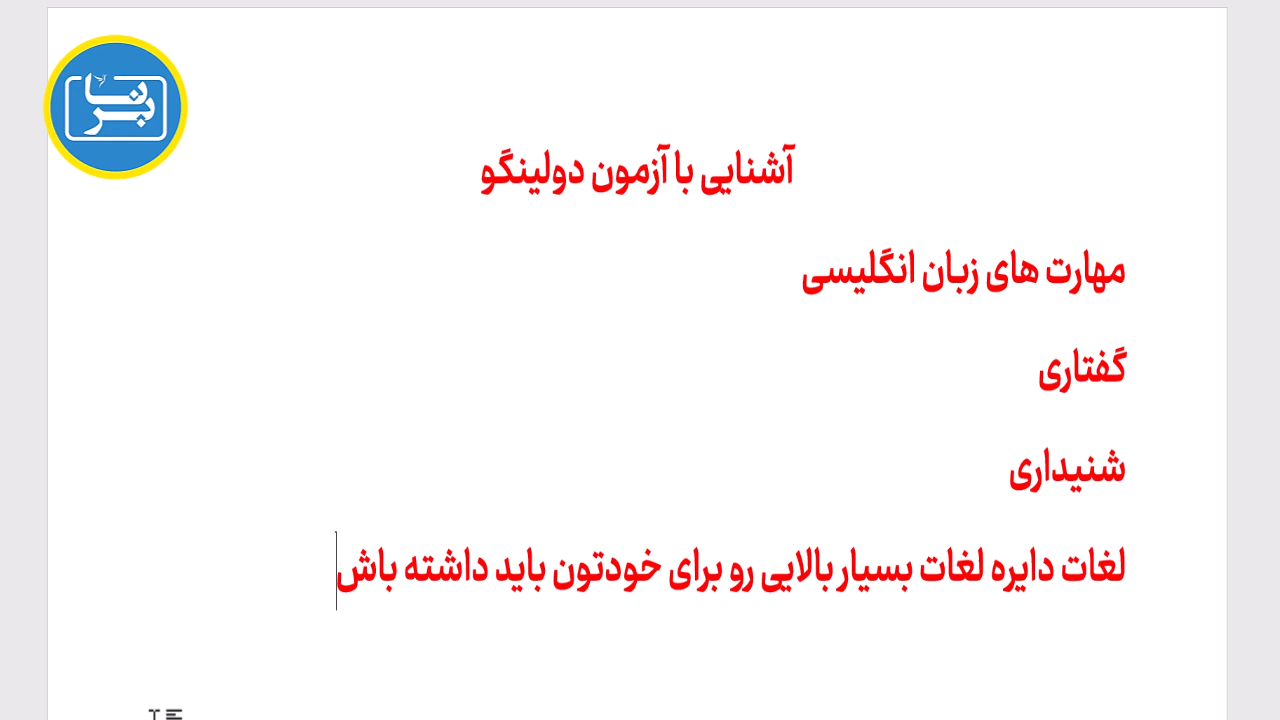 برنا
آشنایی با آزمون دولینگو
مهارت های زبان انگلیسی
گفتاری
شنیداری
لغات دایره لغات بسیار بالایی رو برای خودتون باید داشته باش